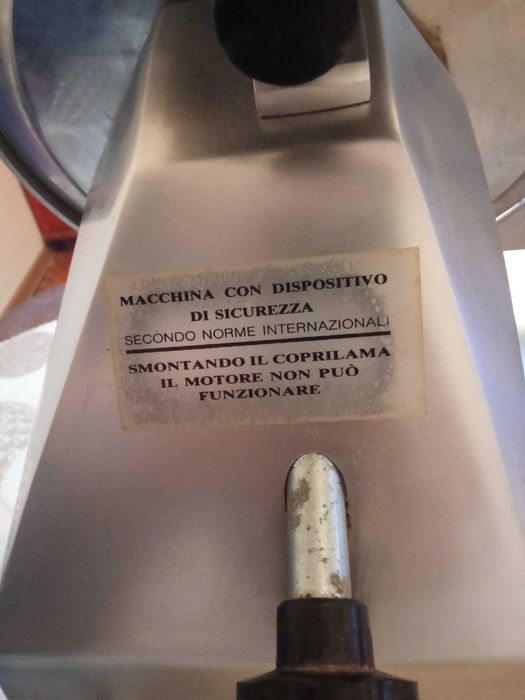 MACCHINA CON DISPOSITIVO
DI SICUREZZA
SECONDO NORME INTERNAZIONALI
SMONTANDO IL COPRILAMA
IL MOTORE NON PUÒ
FUNZIONARE